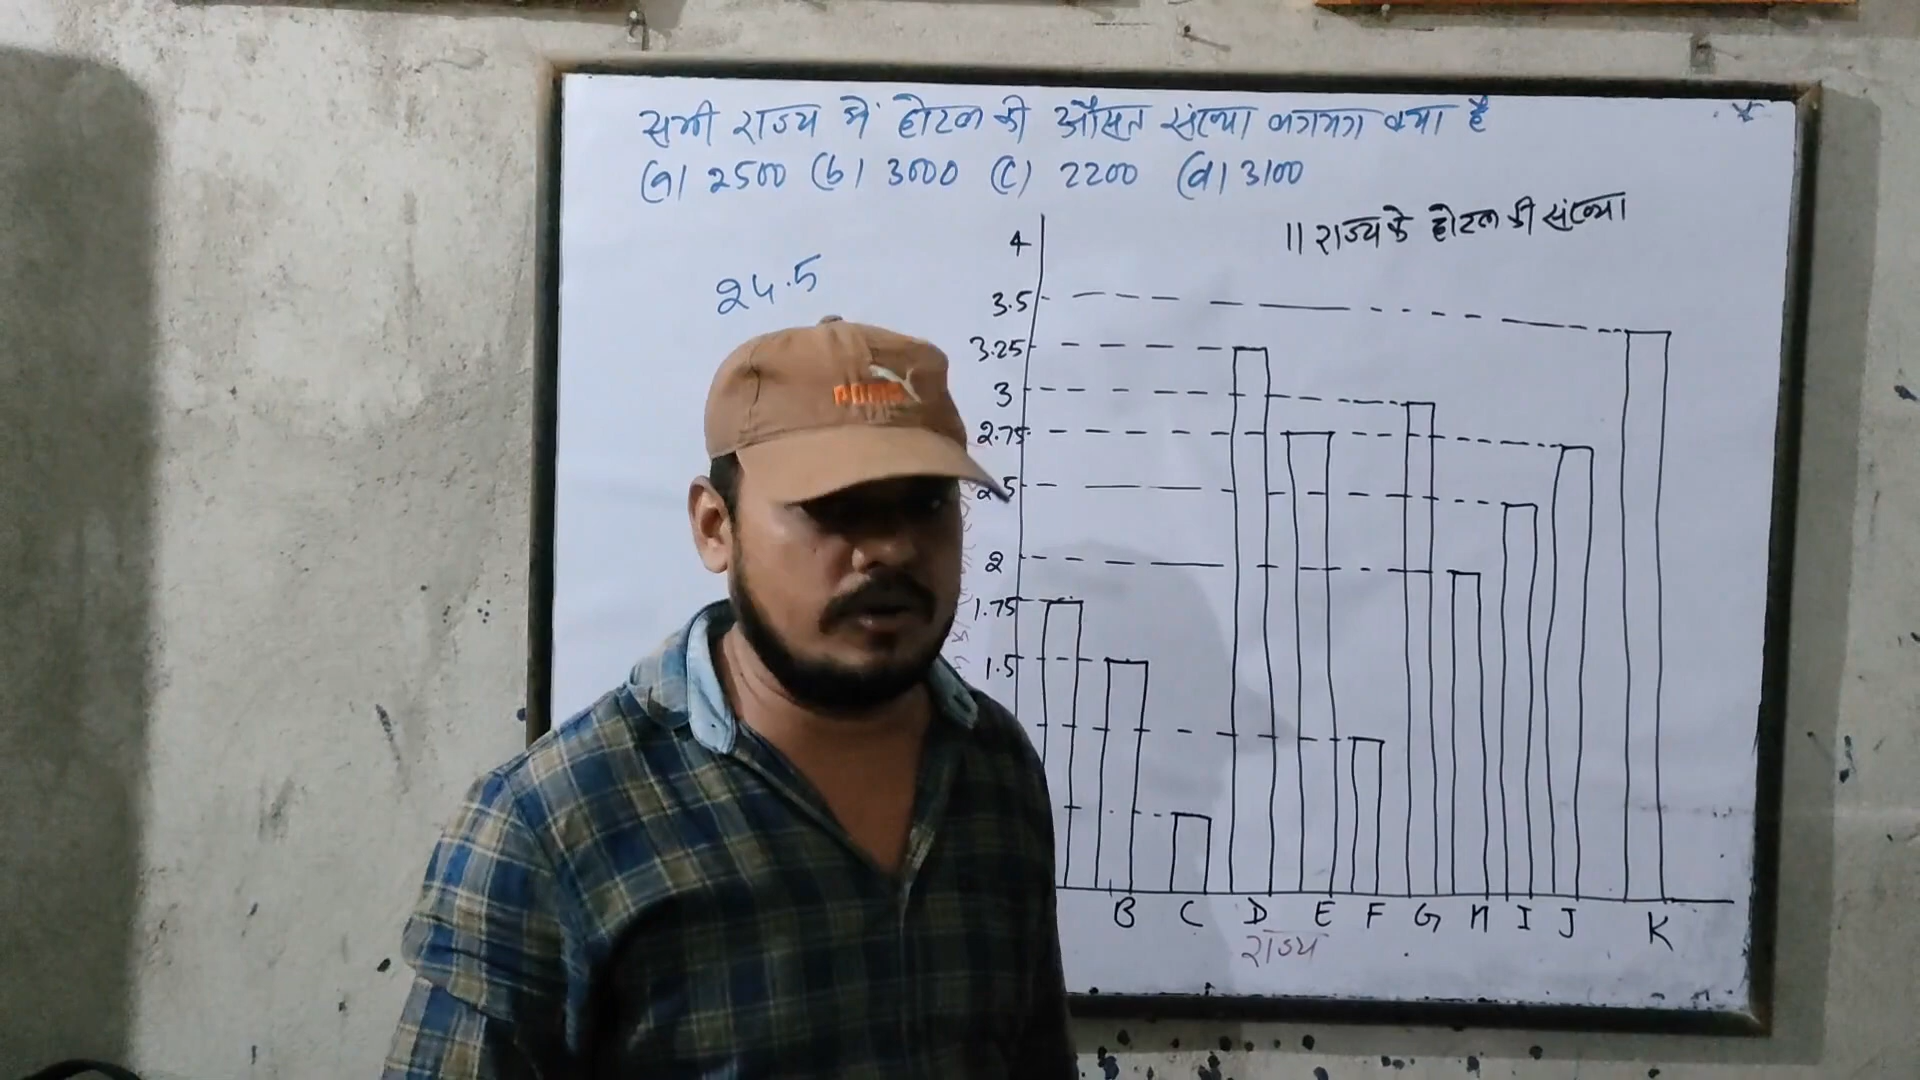 सभी राज्य में होटल की औसत संख्या लगभग क्या है
(a) 2500 (b) 3000 (c) 2200 (d) 3100
11 राज्य के होटल की संख्या
24.5
4
3.5
3.25
3
2.75
2.5
2
1.75
1.5
B C D E F G H I J K
राज्य
PUMA